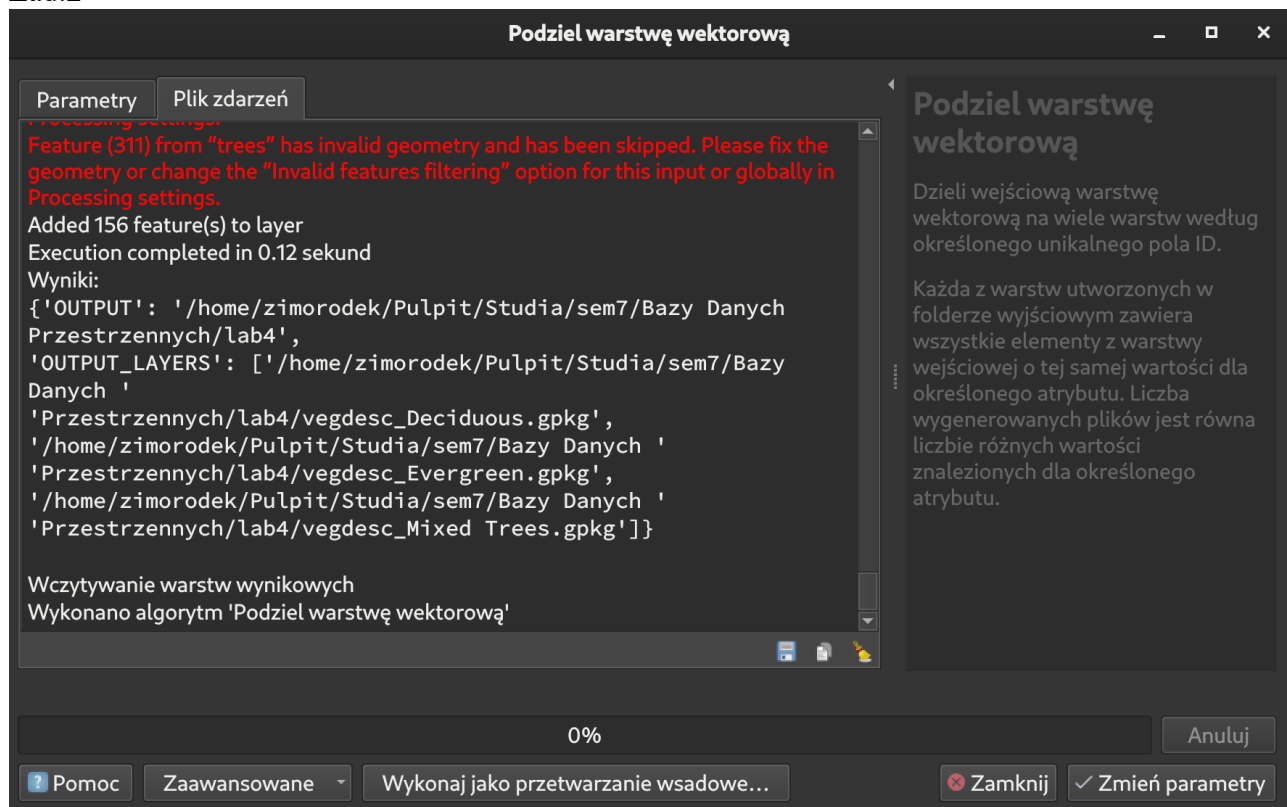 Podziel warstwę wektorową
Parametry
Plik zdarzeń
Processing settings.
Feature (311) from “trees” has invalid geometry and has been skipped. Please fix the
geometry or change the “Invalid features filtering” option for this input or globally in
Processing settings.
Added 156 feature(s) to layer
Execution completed in 0.12 sekund
Wyniki:
{'OUTPUT': '/home/zimorodek/Pulpit/Studia/sem7/Bazy Danych
Przestrzennych/lab4',
'OUTPUT_LAYERS': ['/home/zimorodek/Pulpit/Studia/sem7/Bazy
Danych '
'Przestrzennych/lab4/vegdesc_Deciduous.gpkg',
'/home/zimorodek/Pulpit/Studia/sem7/Bazy Danych '
'Przestrzennych/lab4/vegdesc_Evergreen.gpkg',
'/home/zimorodek/Pulpit/Studia/sem7/Bazy Danych '
'Przestrzennych/lab4/vegdesc_Mixed Trees.gpkg']}
Wczytywanie warstw wynikowych
Wykonano algorytm 'Podziel warstwę wektorową'
Podziel warstwę
wektorową
Dzieli wejściową warstwę
wektorową na wiele warstw według
określonego unikalnego pola ID.
Każda z warstw utworzonych w
folderze wyjściowym zawiera
wszystkie elementy z warstwy
wejściowej o tej samej wartości dla
określonego atrybutu. Liczba
wygenerowanych plików jest równa
liczbie różnych wartości
znalezionych dla określonego
atrybutu.
0%
Anuluj
Pomoc
Zaawansowane
Wykonaj jako przetwarzanie wsadowe...
Zamknij
Zmień parametry